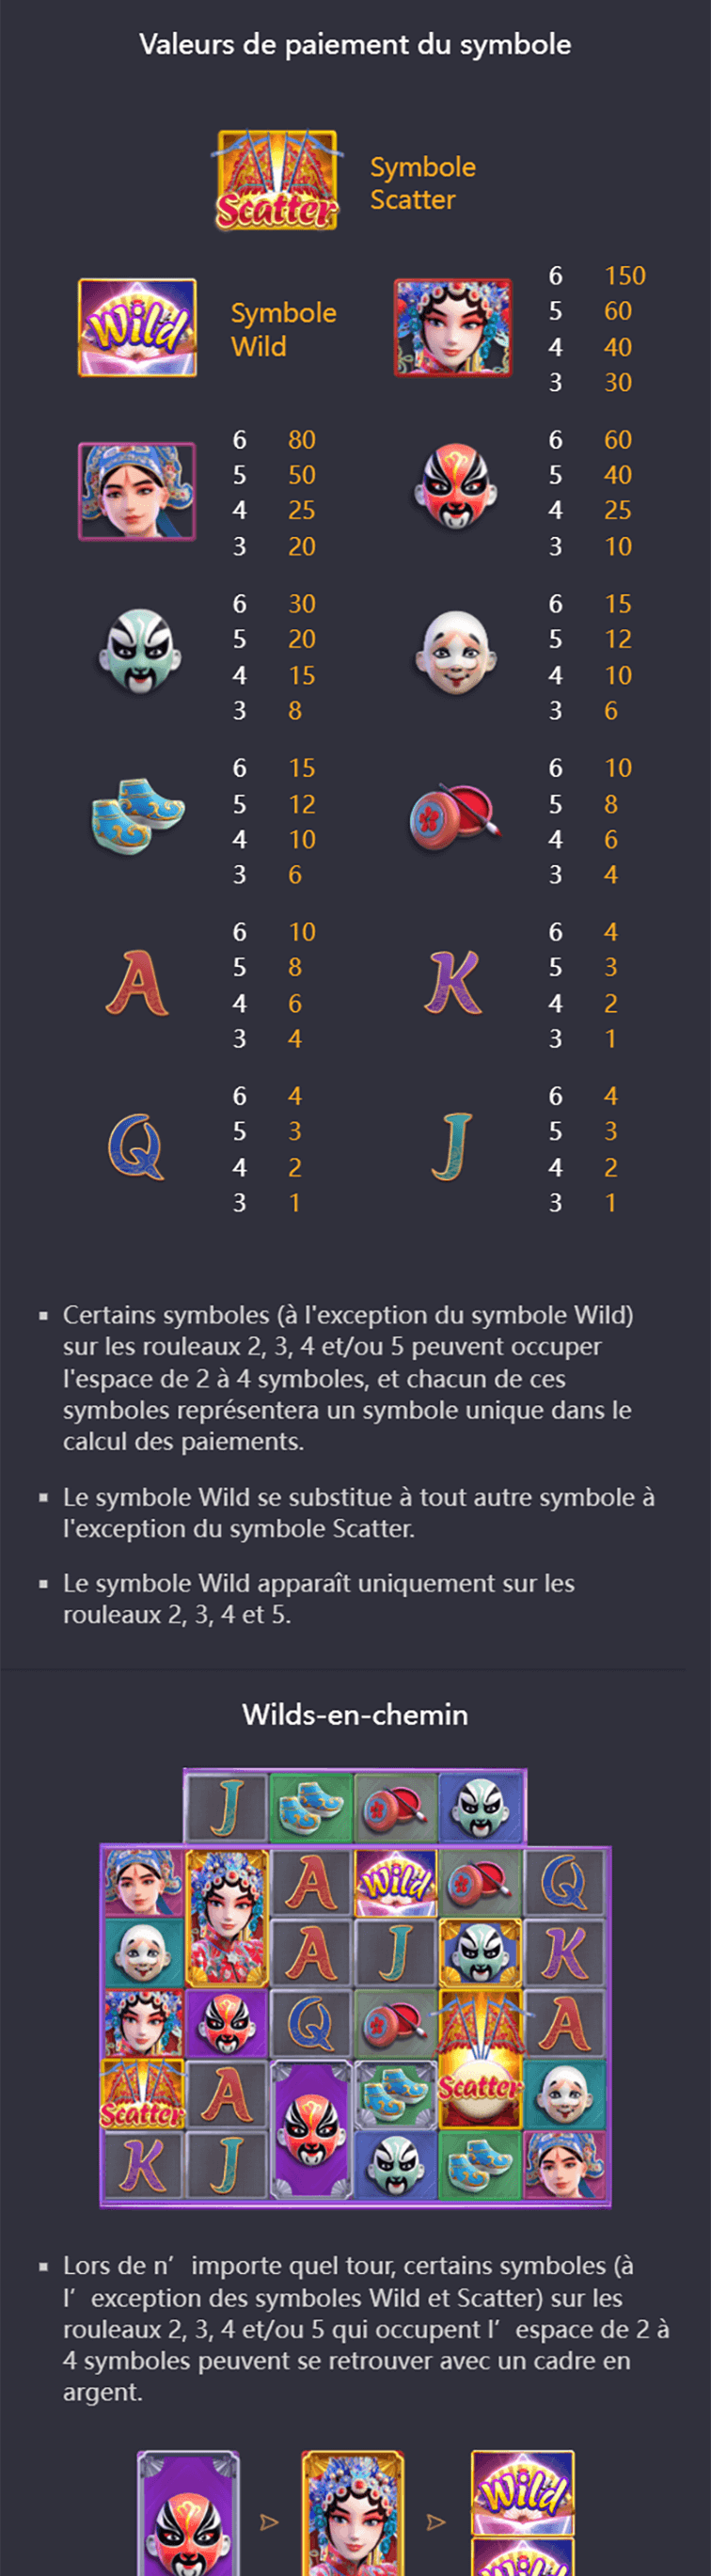 Valeurs de paiement du symbole
Scatter
Symbole
Scatter
Wild
Symbole
Wild
6 150
5 60
4 40
3 30
6 80
5 50
4 25
3 20
6 60
5 40
4 25
3 10
6 30
5 20
4 15
3 8
6 15
5 12
4 10
3 6
6 15
5 12
4 10
3 6
6 10
5 8
4 6
3 4
A
6 10
5 8
4 6
3 4
K
6 4
5 3
4 2
3 1
Q
6 4
5 3
4 2
3 1
J
6 4
5 3
4 2
3 1
▪ Certains symboles (à l'exception du symbole Wild)
sur les rouleaux 2, 3, 4 et/ou 5 peuvent occuper
l'espace de 2 à 4 symboles, et chacun de ces
symboles représentera un symbole unique dans le
calcul des paiements.
▪ Le symbole Wild se substitue à tout autre symbole à
l'exception du symbole Scatter.
▪ Le symbole Wild apparaît uniquement sur les
rouleaux 2, 3, 4 et 5.
Wilds-en-chemin
J
A Wild Q
A J K
Q A
Scatter A Scatter
K J
▪ Lors de n’importe quel tour, certains symboles (à
l’exception des symboles Wild et Scatter) sur les
rouleaux 2, 3, 4 et/ou 5 qui occupent l’espace de 2 à
4 symboles peuvent se retrouver avec un cadre en
argent.
Wild
Wild